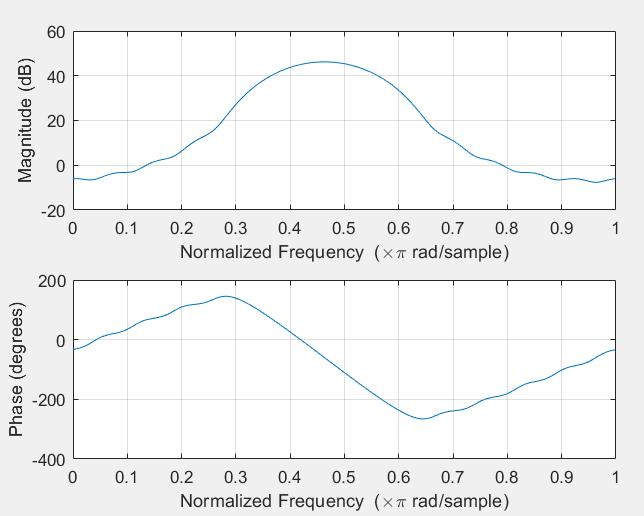 60
40
20
0
-20
Magnitude (dB)
0 0.1 0.2 0.3 0.4 0.5 0.6 0.7 0.8 0.9 1
Normalized Frequency (×π rad/sample)
200
0
-200
-400
Phase (degrees)
0 0.1 0.2 0.3 0.4 0.5 0.6 0.7 0.8 0.9 1
Normalized Frequency (×π rad/sample)